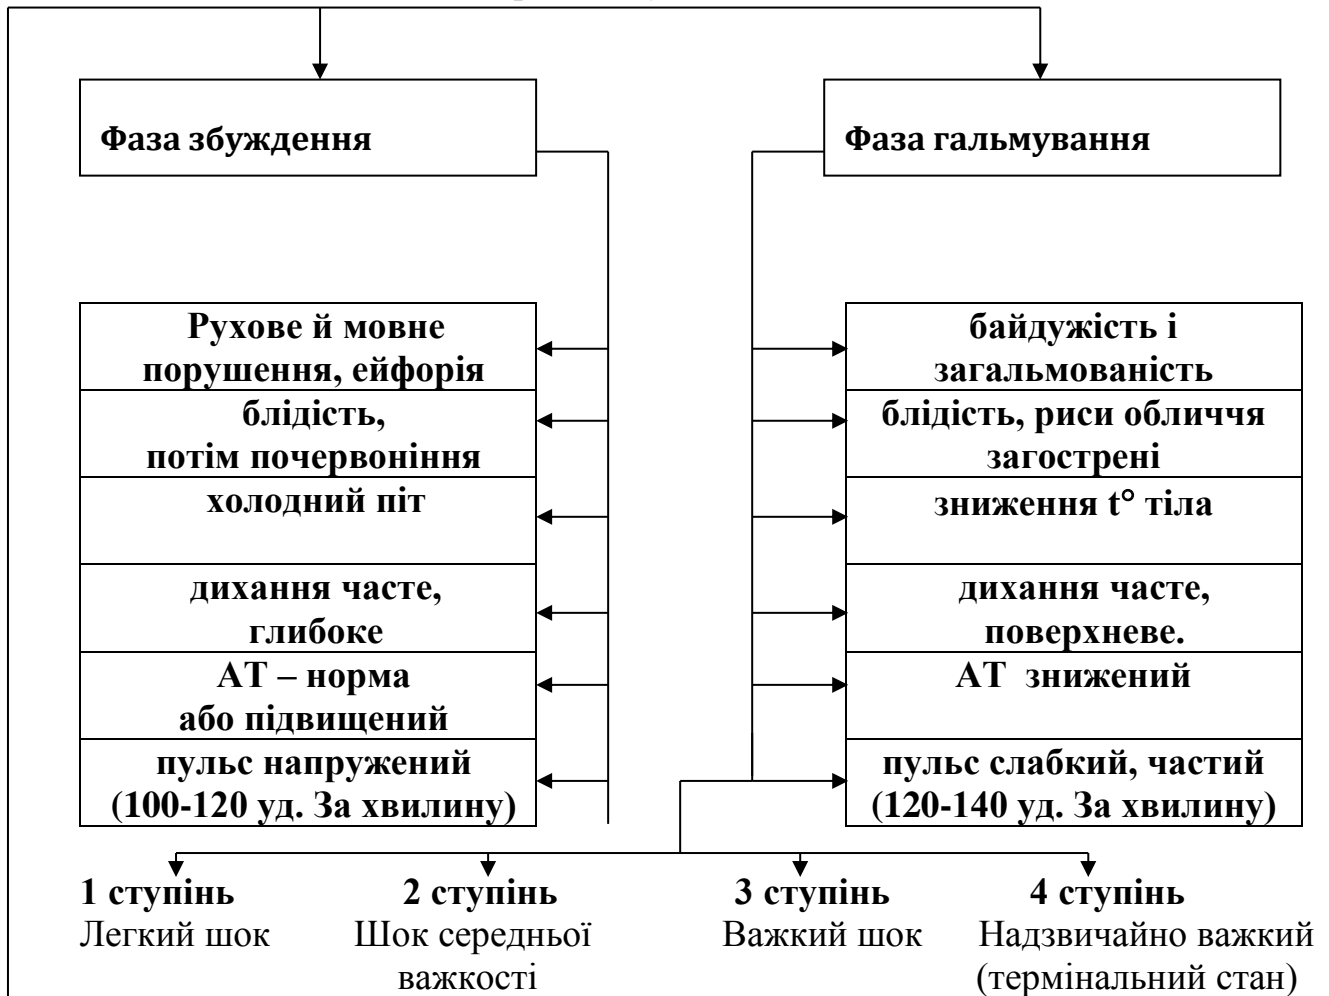 Фаза збуждення
Фаза гальмування
Рухове й мовне
порушення, ейфорія
блідість,
потім почервоніння
холодний піт
дихання часте,
глибоке
АТ – норма
або підвищений
пульс напружений
(100-120 уд. За хвилину)
байдужість і
загальмованість
блідість, риси обличчя
загострені
зниження t° тіла
дихання часте,
поверхневе.
АТ знижений
пульс слабкий, частий
(120-140 уд. За хвилину)
1 ступінь
Легкий шок
2 ступінь
Шок середньої
важкості
3 ступінь
Важкий шок
4 ступінь
Надзвичайно важкий
(термінальний стан)